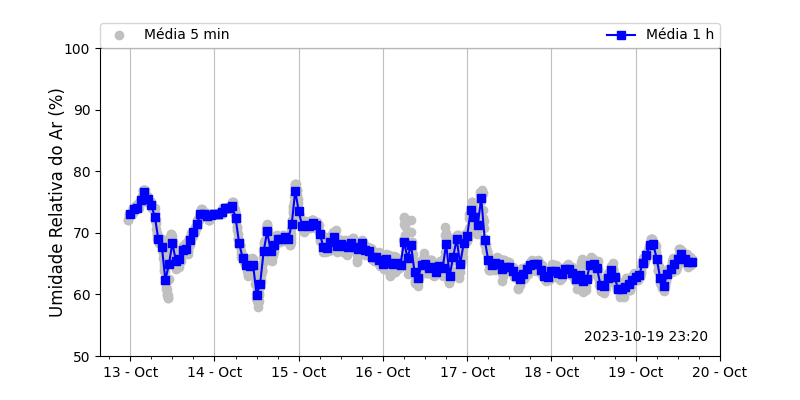 Média 5 min
Média 1 h
Umidade Relativa do Ar (%)
100
90
80
70
60
50
2023-10-19 23:20
13 - Oct
14 - Oct
15 - Oct
16 - Oct
17 - Oct
18 - Oct
19 - Oct
20 - Oct